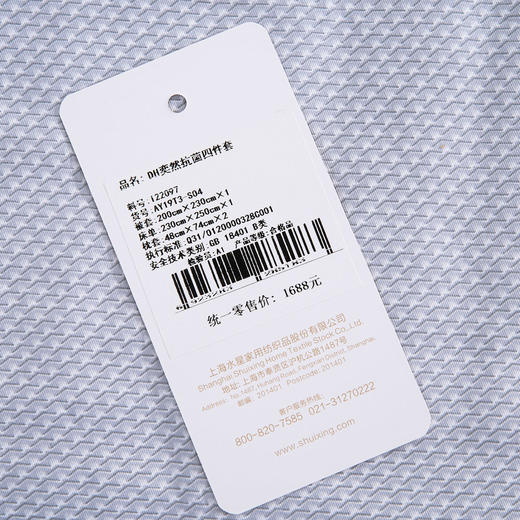 品名: DH奕然抗菌四件套
编号: 122097
货号: AY19T3-S04
被套: 200cm×230cm×1
床单: 230cm×250cm×1
枕套: 48cm×74cm×2
执行标准: Q31/0120000328C001
安全技术类别: GB 18401 B类
检验员: A1 产品等级: 合格品
统一零售价: 1688元
上海水星家用纺织品股份有限公司
Shanghai Shuixing Home Textile Stock Co.,Ltd.
地址: 上海市奉贤区沪杭公路1487号
Address: No.1487,Huhang Road, Fengxian District, Shanghai.
邮编: 201401 Postcode: 201401
客户服务热线:
800-820-7585 021-31270222
www.shuixing.com